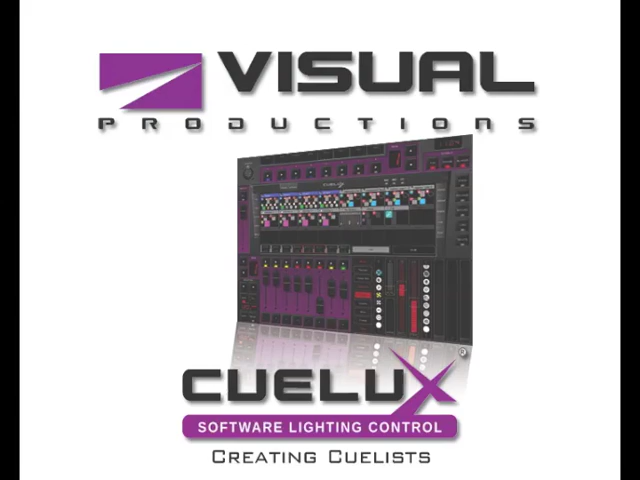 VISUAL
PRODUCTIONS
CUELUX
SOFTWARE LIGHTING CONTROL
CREATING CUELISTS